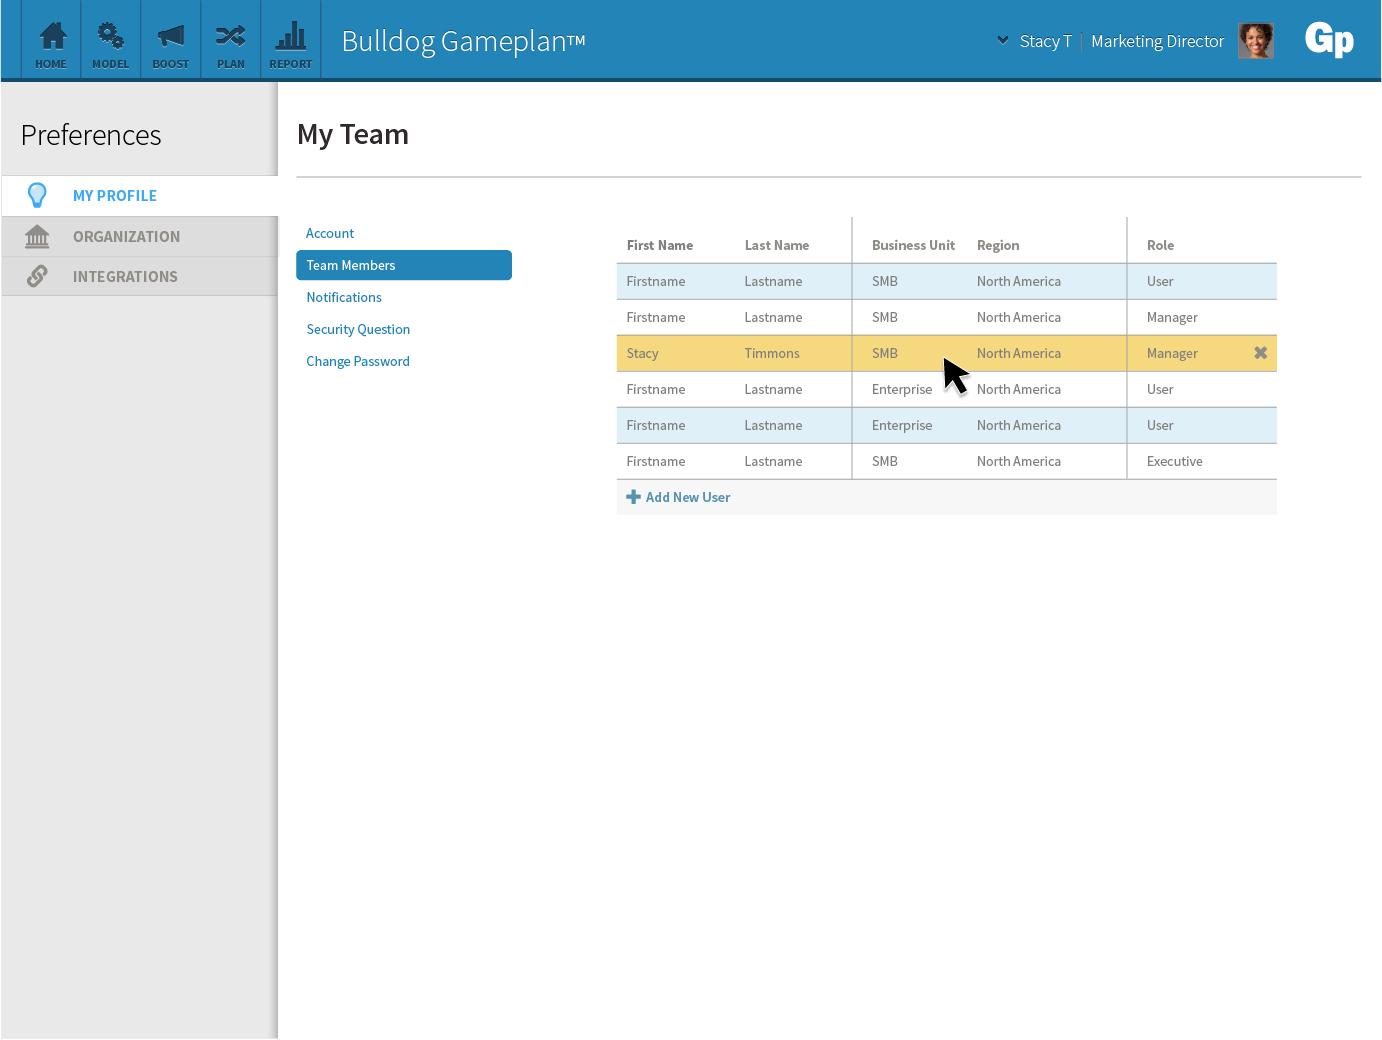 HOME MODEL BOOST PLAN REPORT
Bulldog Gameplan™
Stacy T Marketing Director
Gp
Preferences
MY PROFILE
ORGANIZATION
INTEGRATIONS
My Team
Account
Team Members
Notifications
Security Question
Change Password
First Name Last Name Business Unit Region Role
Firstname Lastname SMB North America User
Firstname Lastname SMB North America Manager
Stacy Timmons SMB North America Manager
Firstname Lastname Enterprise North America User
Firstname Lastname Enterprise North America User
Firstname Lastname SMB North America Executive
Add New User